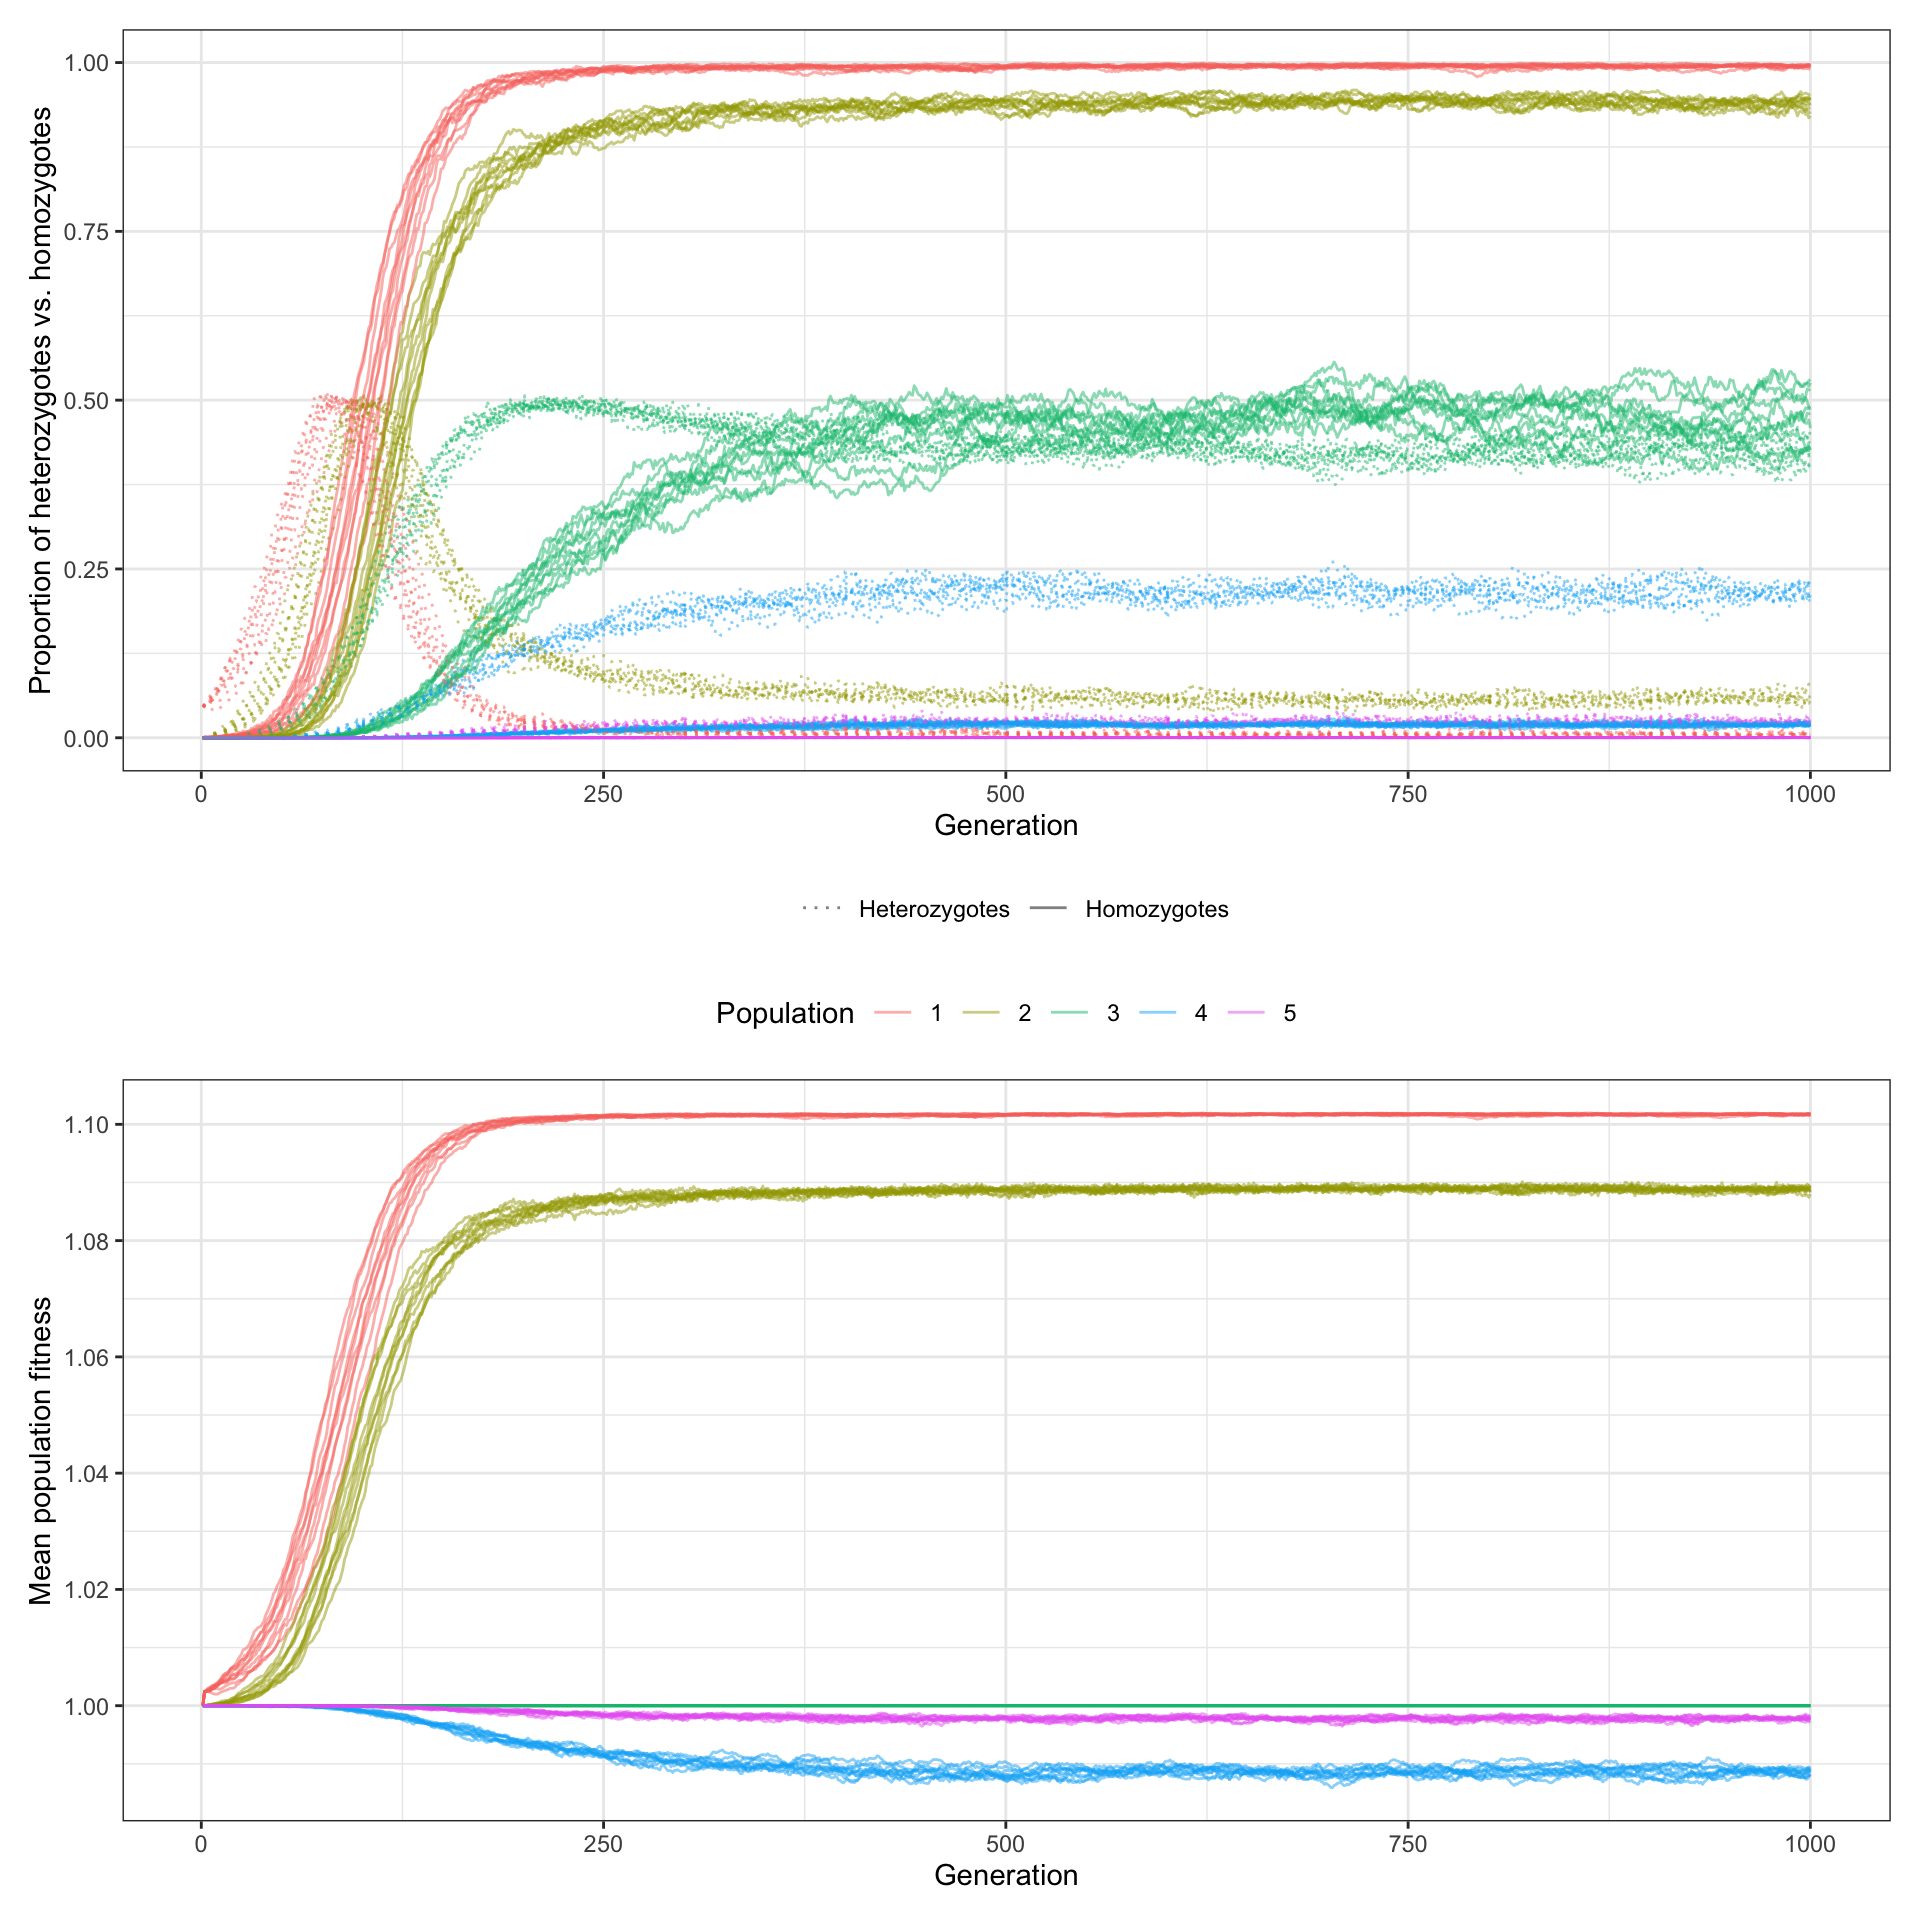 Proportion of heterozygotes vs. homozygotes
1.00
0.75
0.50
0.25
0.00
0 250 500 750 1000
Generation
Heterozygotes Homozygotes
Population 1 2 3 4 5
Mean population fitness
1.10
1.08
1.06
1.04
1.02
1.00
0 250 500 750 1000
Generation